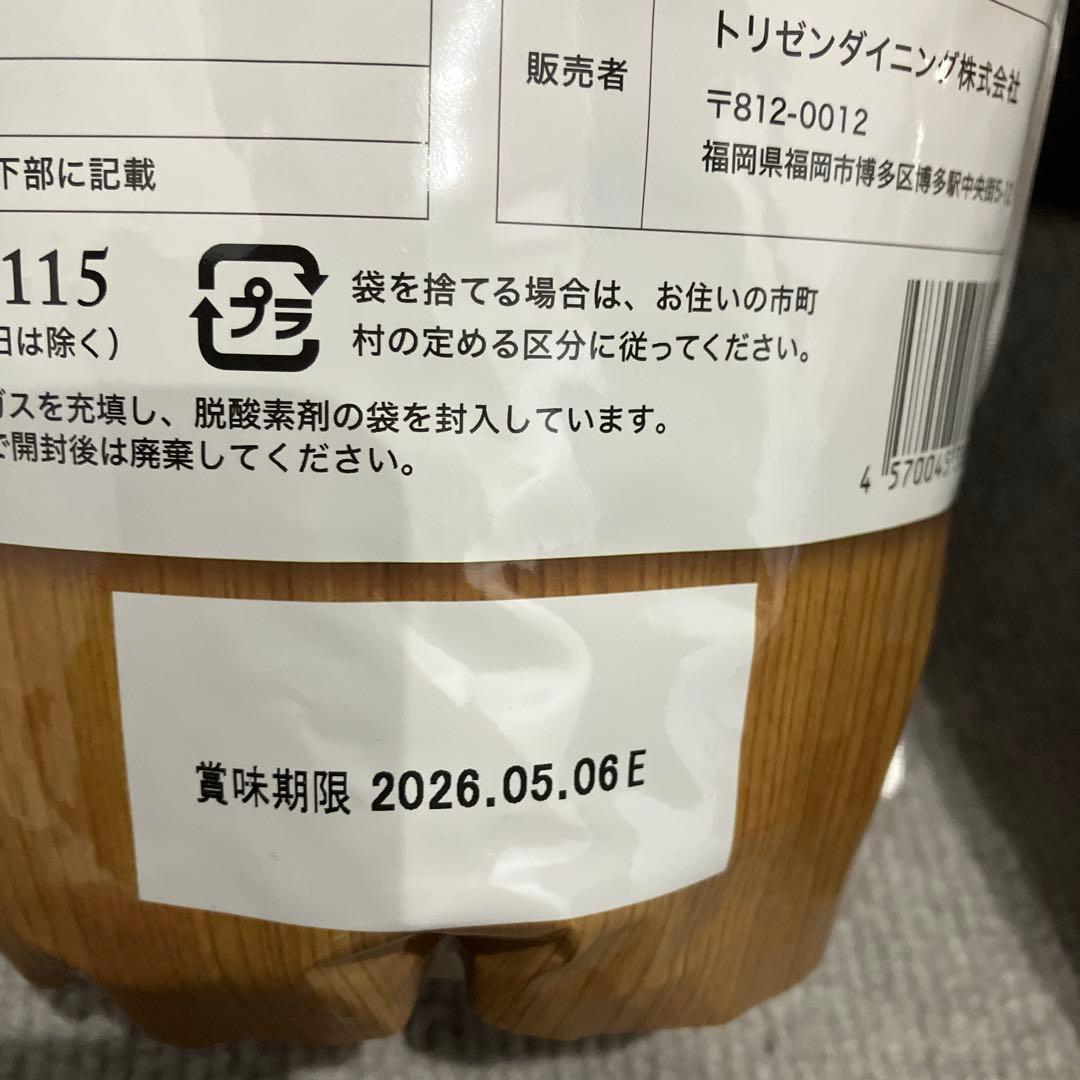 販売者
トリゼンダイニング株式会社
〒812-0012
福岡県福岡市博多区博多駅中央街5-12
下部に記載
115
日は除く)
プラ
袋を捨てる場合は、お住いの市町
村の定める区分に従ってください。
ガスを充填し、脱酸素剤の袋を封入しています。
で開封後は廃棄してください。
4 570043
賞味期限 2026.05.06E